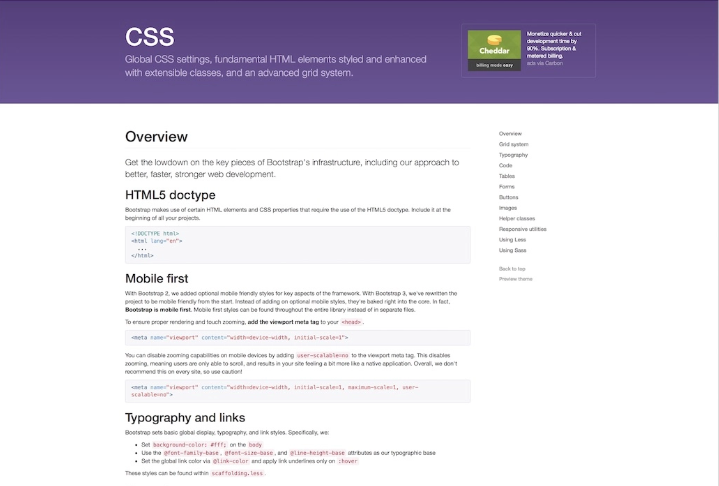 CSS
Global CSS settings, fundamental HTML elements styled and enhanced
with extensible classes, and an advanced grid system.
Cheddar
billing made easy
Monetize quicker & cut
development time by
90%. Subscription &
metered billing.
ads via Carbon
Overview
Get the lowdown on the key pieces of Bootstrap's infrastructure, including our approach to
better, faster, stronger web development.
HTML5 doctype
Bootstrap makes use of certain HTML elements and CSS properties that require the use of the HTML5 doctype. Include it at the
beginning of all your projects.
<!DOCTYPE html>
<html lang="en">
...
</html>
Mobile first
With Bootstrap 2, we added optional mobile friendly styles for key aspects of the framework. With Bootstrap 3, we've rewritten the
project to be mobile friendly from the start. Instead of adding on optional mobile styles, they're baked right into the core. In fact,
Bootstrap is mobile first. Mobile first styles can be found throughout the entire library instead of in separate files.
To ensure proper rendering and touch zooming, add the viewport meta tag to your <head>.
<meta name="viewport" content="width=device-width, initial-scale=1">
You can disable zooming capabilities on mobile devices by adding user-scalable=no to the viewport meta tag. This disables
zooming, meaning users are only able to scroll, and results in your site feeling a bit more like a native application. Overall, we don't
recommend this on every site, so use caution!
<meta name="viewport" content="width=device-width, initial-scale=1, maximum-scale=1, user-
scalable=no">
Typography and links
Bootstrap sets basic global display, typography, and link styles. Specifically, we:
• Set background-color: #fff; on the body
• Use the @font-family-base, @font-size-base, and @line-height-base attributes as our typographic base
• Set the global link color via @link-color and apply link underlines only on :hover
These styles can be found within scaffolding.less.
Overview
Grid system
Typography
Code
Tables
Forms
Buttons
Images
Helper classes
Responsive utilities
Using Less
Using Sass
Back to top
Preview theme